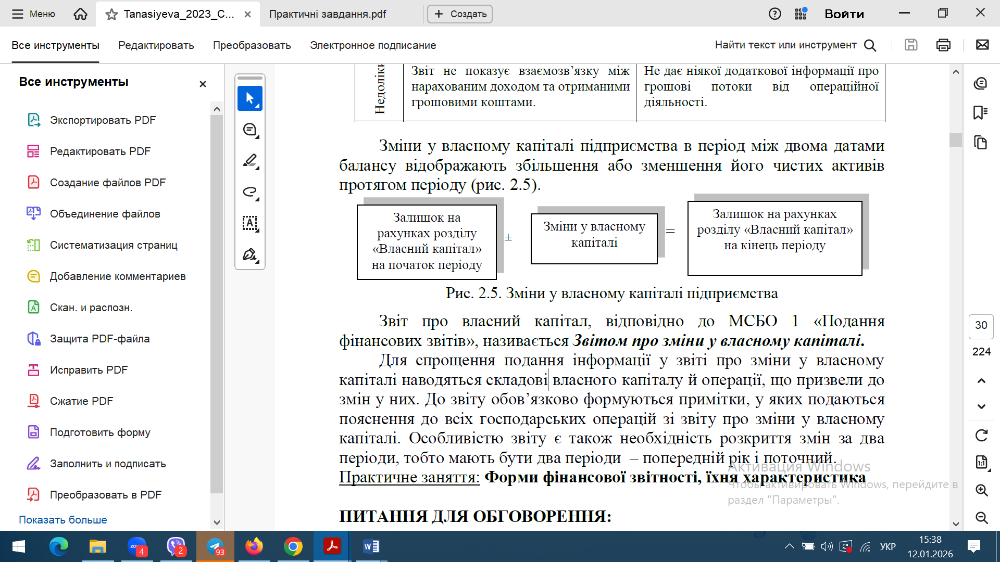 Меню
Tanasiyeva_2023_C...
Практичні завдання.pdf
Создать
Войти
Все инструменты
Редактировать
Преобразовать
Электронное подписание
Найти текст или инструмент
Все инструменты
Экспортировать PDF
Редактировать PDF
Создание файлов PDF
Объединение файлов
Систематизация страниц
Добавление комментариев
Скан. и распозн.
Защита PDF-файла
Исправить PDF
Сжатие PDF
Подготовить форму
Заполнить и подписать
Преобразовать в PDF
Показать больше
Недоліки
Звіт не показує взаємозв’язку між
нарахованим доходом та отриманими
грошовими коштами.
Не дає ніякої додаткової інформації про
грошові потоки від операційної
діяльності.
Зміни у власному капіталі підприємства в період між двома датами
балансу відображають збільшення або зменшення його чистих активів
протягом періоду (рис. 2.5).
Залишок на
рахунках розділу
«Власний капітал»
на початок періоду
±
Зміни у власному
капіталі
=
Залишок на рахунках
розділу «Власний капітал»
на кінець періоду
Рис. 2.5. Зміни у власному капіталі підприємства
Звіт про власний капітал, відповідно до МСБО 1 «Подання
фінансових звітів», називається Звітом про зміни у власному капіталі.
Для спрощення подання інформації у звіті про зміни у власному
капіталі наводяться складові власного капіталу й операції, що призвели до
змін у них. До звіту обов’язково формуються примітки, у яких подаються
пояснення до всіх господарських операцій зі звіту про зміни у власному
капіталі. Особливістю звіту є також необхідність розкриття змін за два
періоди, тобто мають бути два періоди – попередній рік і поточний.
Практичне заняття: Форми фінансової звітності, їхня характеристика
ПИТАННЯ ДЛЯ ОБГОВОРЕННЯ:
Активация Windows
Чтобы активировать Windows, перейдите в
раздел "Параметры".
30
224
1:1
zoom
4
2
93
W
УКР
15:38
12.01.2026